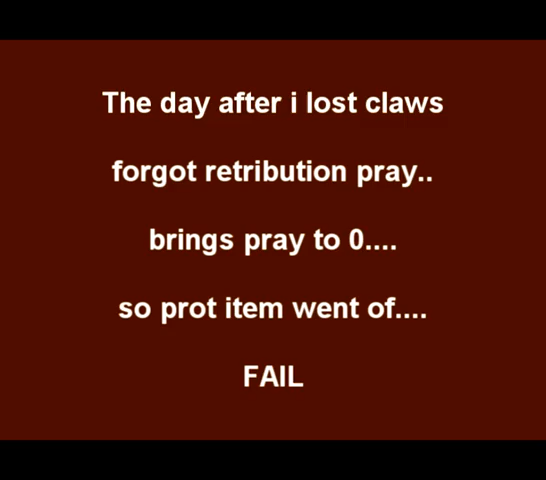 The day after i lost claws
forgot retribution pray..
brings pray to 0....
so prot item went of....
FAIL